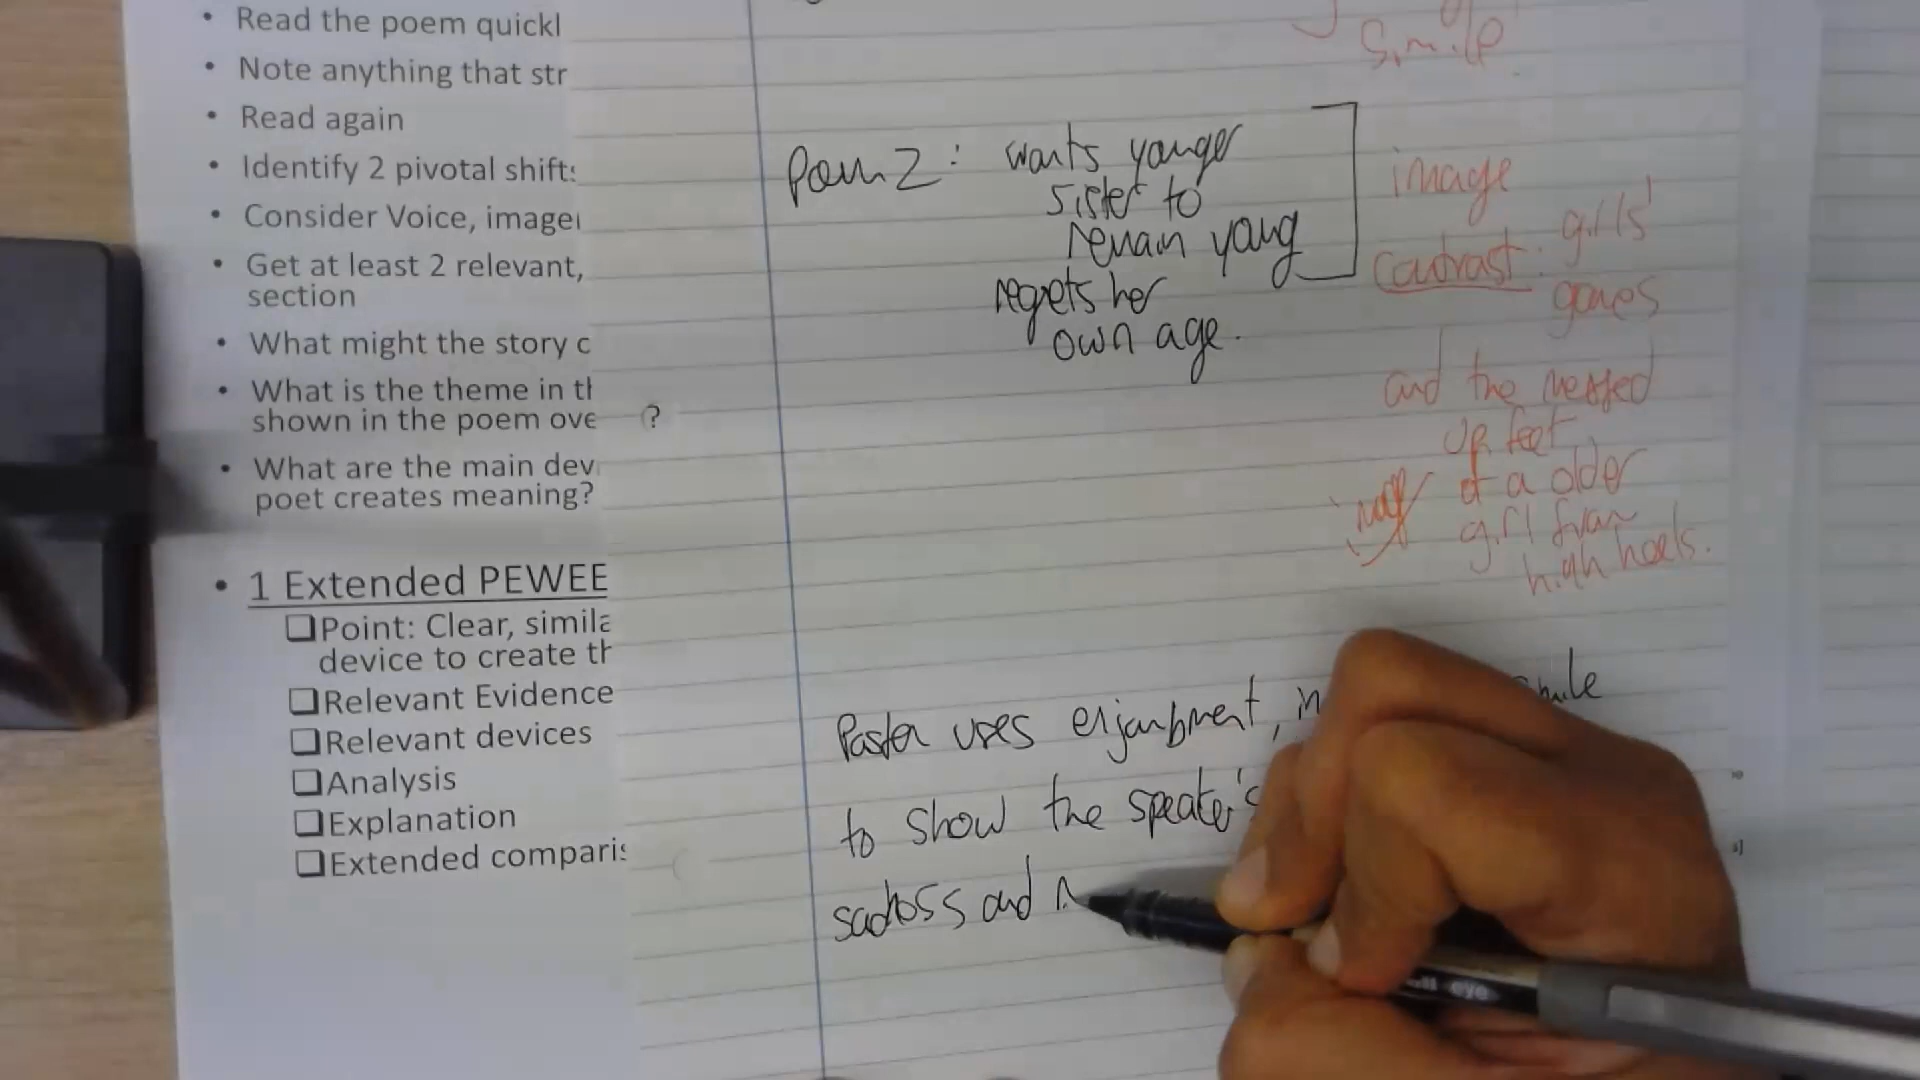 Read the poem quickl
Note anything that str
Read again
Identify 2 pivotal shifts
Consider Voice, image
Get at least 2 relevant,
section
What might the story c
What is the theme in th
shown in the poem ove ?
What are the main dev
poet creates meaning?
1 Extended PEWEE
Point: Clear, simila
device to create th
Relevant Evidence
Relevant devices
Analysis
Explanation
Extended comparis
Simile
Poem 2: wants younger
sister to
remain young
regrets her
own age.
image
contrast: girls'
games
and the messed
up feet
of a older
girl from
high heels.
Pastan uses enjambment,
to show the speaker's
sadness and